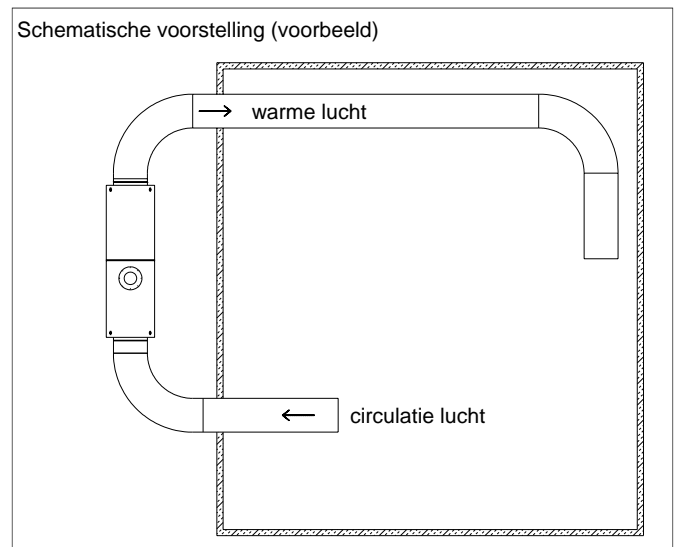 Schematische voorstelling (voorbeeld)
warme lucht
circulatie lucht